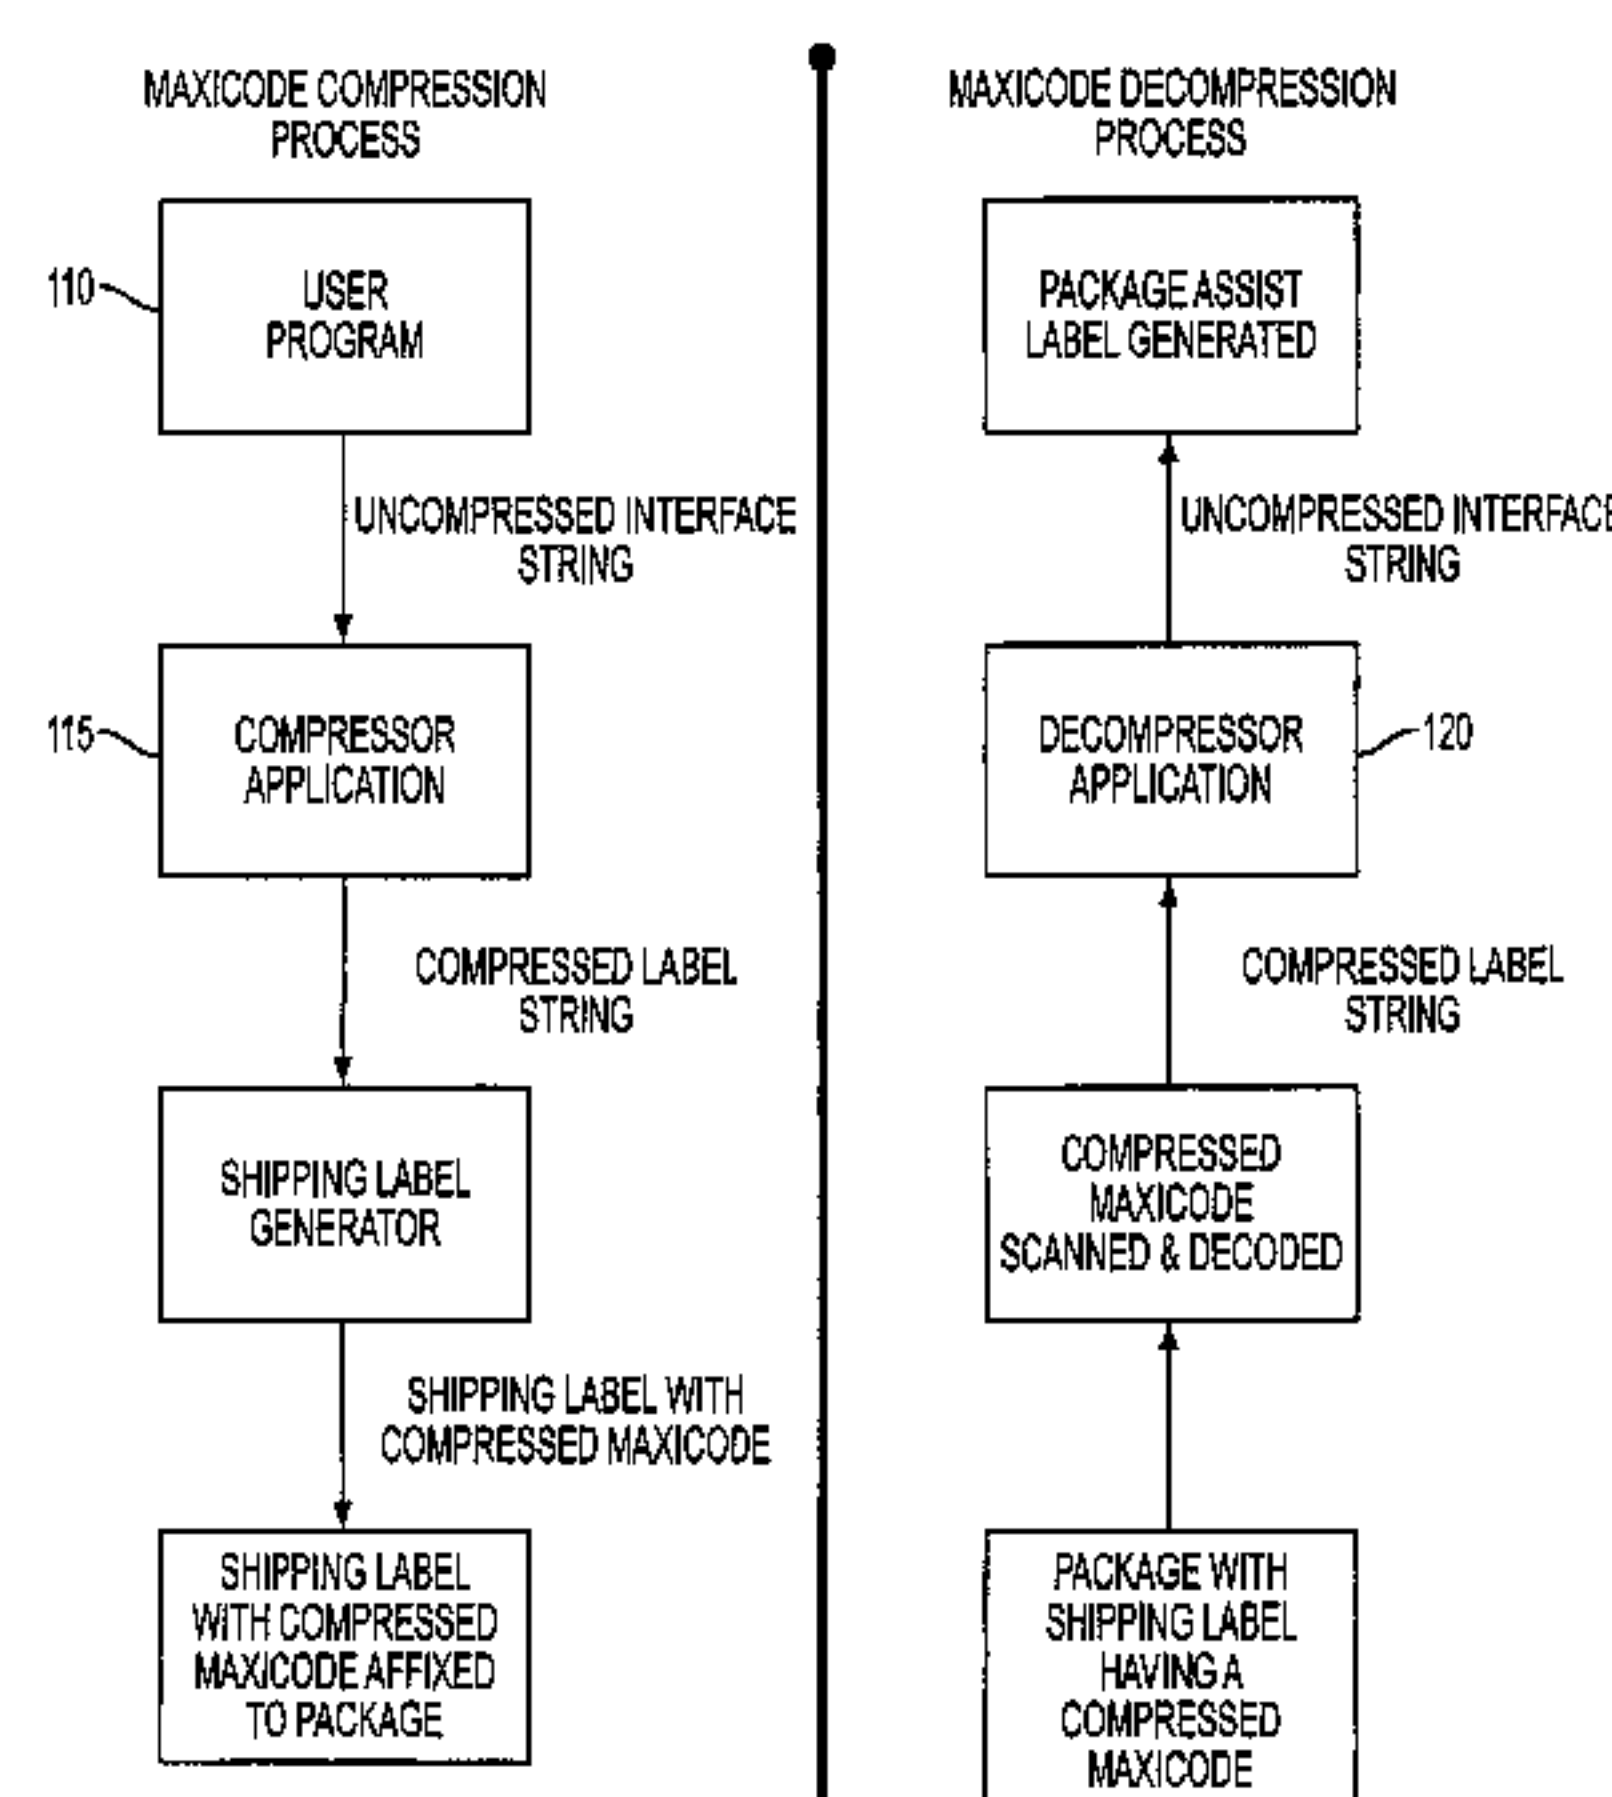 MAXICODE COMPRESSION
PROCESS
110
USER
PROGRAM
UNCOMPRESSED INTERFACE
STRING
115
COMPRESSOR
APPLICATION
COMPRESSED LABEL
STRING
SHIPPING LABEL
GENERATOR
SHIPPING LABEL WITH
COMPRESSED MAXICODE
SHIPPING LABEL
WITH COMPRESSED
MAXICODE AFFIXED
TO PACKAGE
MAXICODE DECOMPRESSION
PROCESS
PACKAGE ASSIST
LABEL GENERATED
UNCOMPRESSED INTERFACE
STRING
DECOMPRESSOR
APPLICATION
120
COMPRESSED LABEL
STRING
COMPRESSED
MAXICODE
SCANNED & DECODED
PACKAGE WITH
SHIPPING LABEL
HAVING A
COMPRESSED
MAXICODE